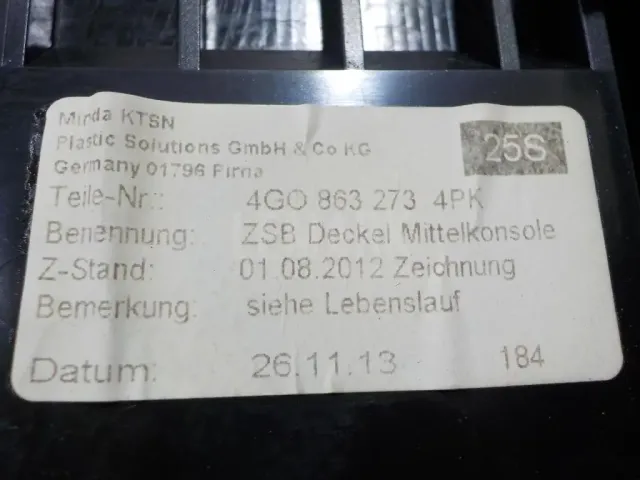 Minda KTSN
Plastic Solutions GmbH & Co KG
25S
Germany 01796 Pirna
Teile-Nr.: 4G0 863 273 4PK
Benennung: ZSB Deckel Mittelkonsole
Z-Stand: 01.08.2012 Zeichnung
Bemerkung: siehe Lebenslauf
Datum: 26.11.13 184